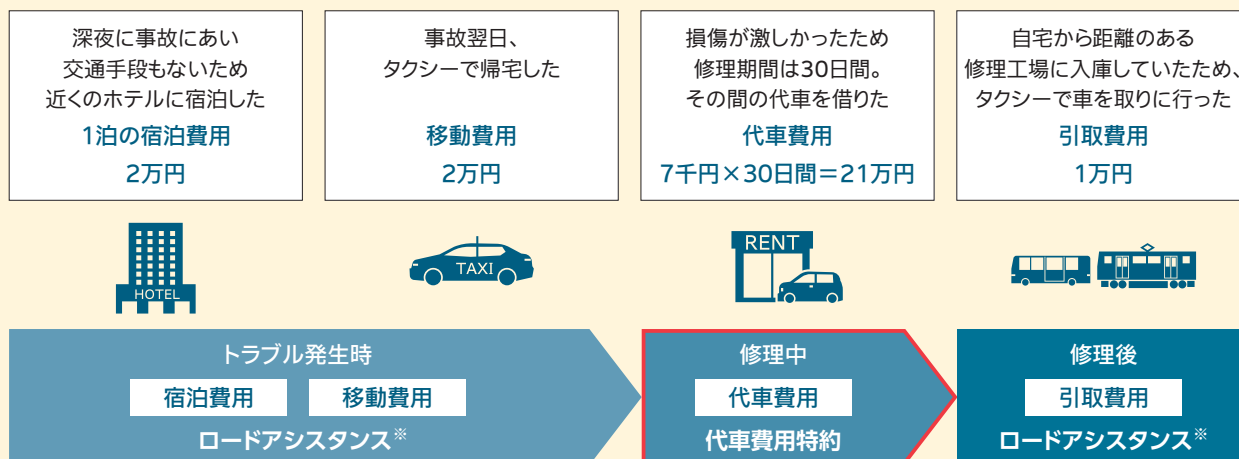 深夜に事故にあい
交通手段もないため
近くのホテルに宿泊した
1泊の宿泊費用
2万円
事故翌日、
タクシーで帰宅した
移動費用
2万円
損傷が激しかったため
修理期間は30日間。
その間の代車を借りた
代車費用
7千円×30日間＝21万円
自宅から距離のある
修理工場に入庫していたため、
タクシーで車を取りに行った
引取費用
1万円
HOTEL
TAXI
RENT
トラブル発生時
宿泊費用 移動費用
ロードアシスタンス※
修理中
代車費用
代車費用特約
修理後
引取費用
ロードアシスタンス※